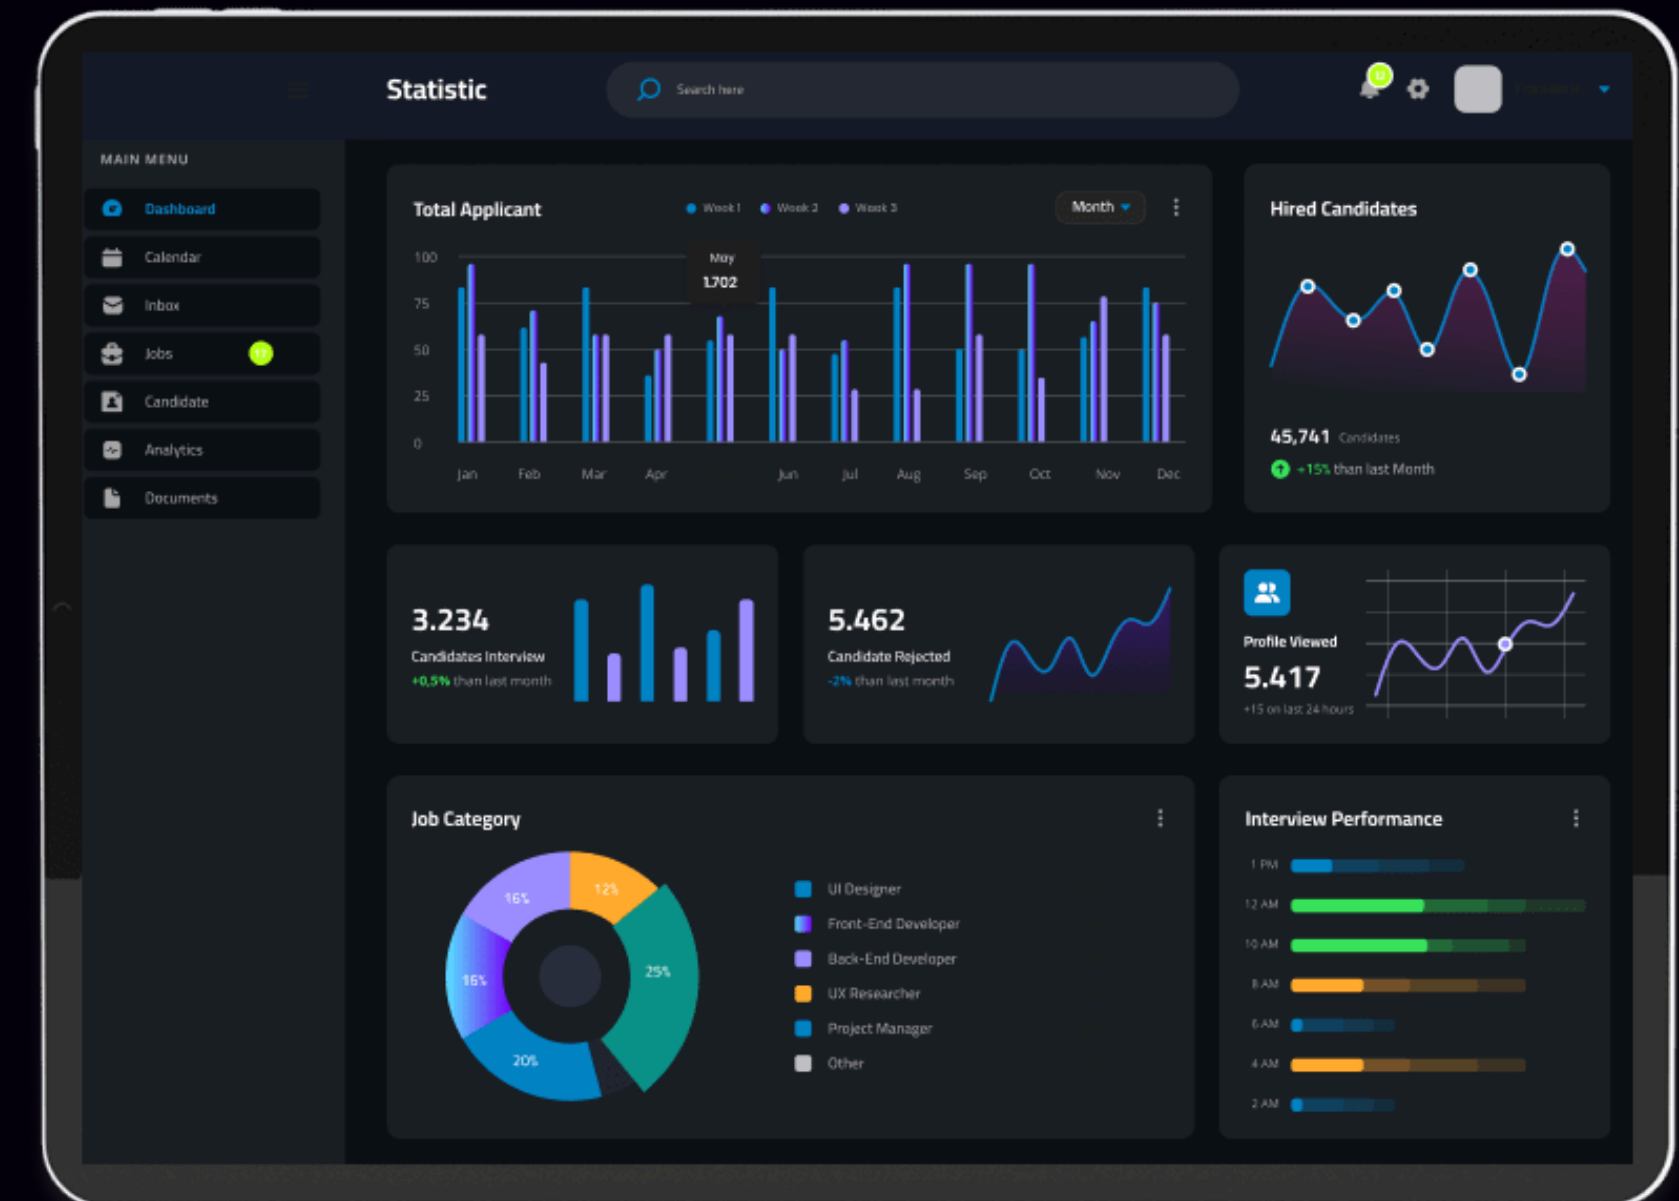 Statistic
Search here
MAIN MENU
Dashboard
Calendar
Inbox
Jobs
Candidate
Analytics
Documents
Total Applicant
Week 1 Week 2 Week 3
Month
100
75
50
25
0
May
1.702
Jan Feb Mar Apr Jun Jul Aug Sep Oct Nov Dec
Hired Candidates
45,741 Candidates
+15% than last Month
3.234
Candidates Interview
+0,5% than last month
5.462
Candidate Rejected
-2% than last month
Profile Viewed
5.417
+15 on last 24 hours
Job Category
12%
16%
25%
16%
20%
UI Designer
Front-End Developer
Back-End Developer
UX Researcher
Project Manager
Other
Interview Performance
1 PM
12 AM
10 AM
8 AM
6 AM
4 AM
2 AM